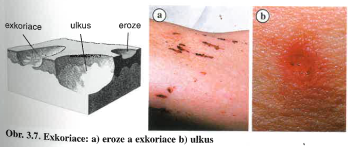 exkoriace ulkus eroze
a b
Obr. 3.7. Exkoriace: a) eroze a exkoriace b) ulkus